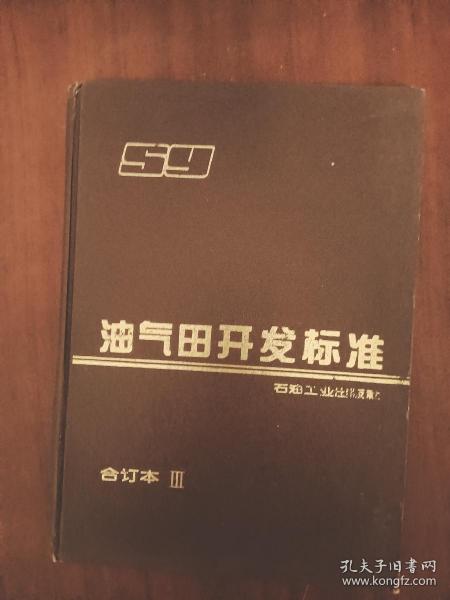 SY
油气田开发标准
石油工业出版社
合订本 III
孔夫子旧书网
www.kongfz.com